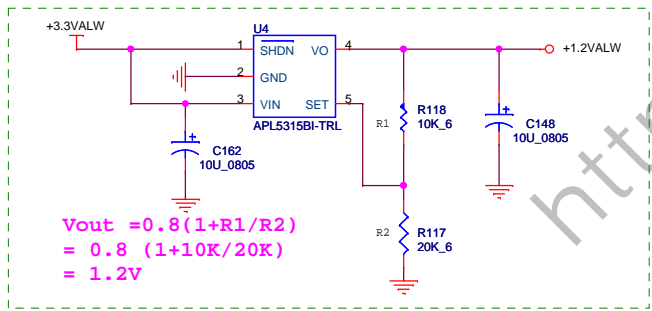 +3.3VALW
U4
1 SHDN VO 4
+1.2VALW
2 GND
3 VIN SET 5
APL5315BI-TRL
R1
R118
10K_6
C148
10U_0805
C162
10U_0805
R2
R117
20K_6
Vout =0.8(1+R1/R2)
= 0.8 (1+10K/20K)
= 1.2V